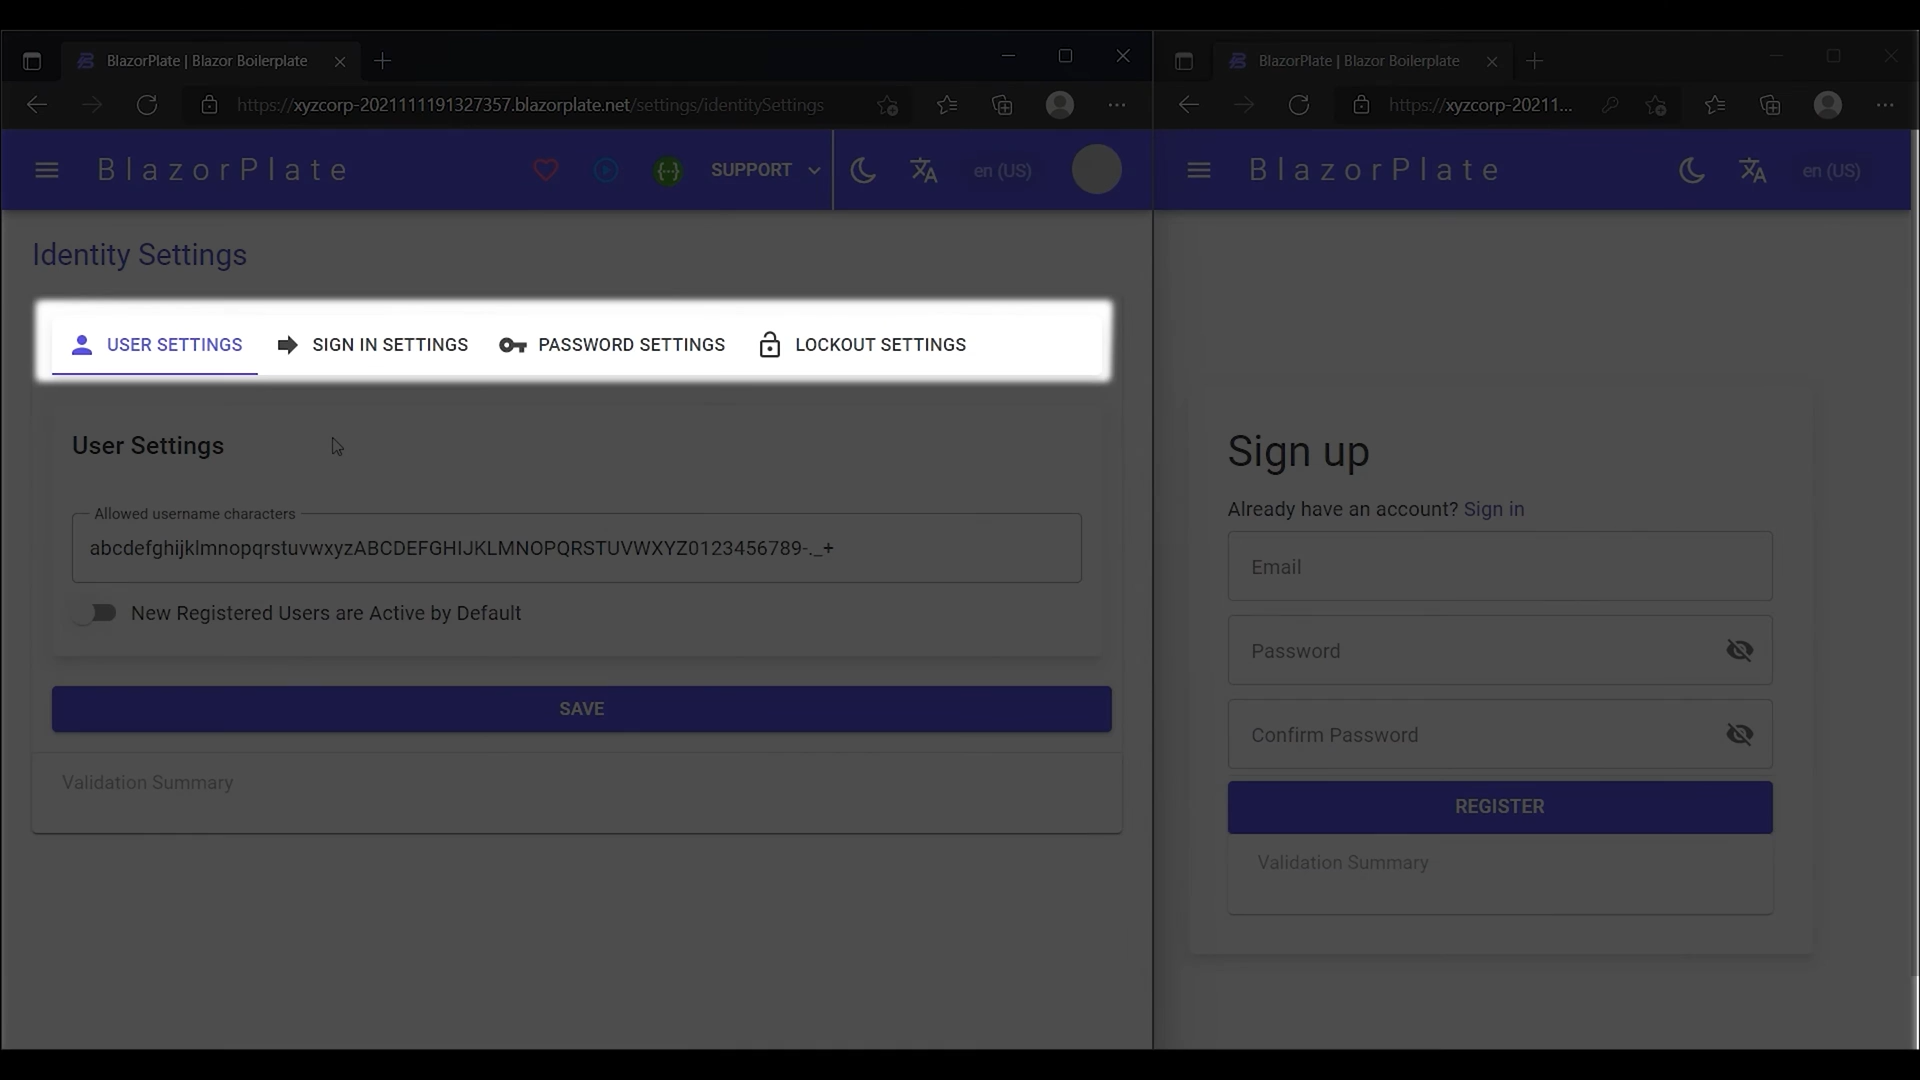 BlazorPlate | Blazor Boilerplate
https://xyzcorp-2021111191327357.blazorplate.net/settings/identitySettings
BlazorPlate
SUPPORT
en (US)
Identity Settings
USER SETTINGS
SIGN IN SETTINGS
PASSWORD SETTINGS
LOCKOUT SETTINGS
User Settings
Allowed username characters
abcdefghijklmnopqrstuvwxyzABCDEFGHIJKLMNOPQRSTUVWXYZ0123456789-._+
New Registered Users are Active by Default
SAVE
Validation Summary
BlazorPlate | Blazor Boilerplate
https://xyzcorp-20211...
BlazorPlate
en (US)
Sign up
Already have an account? Sign in
Email
Password
Confirm Password
REGISTER
Validation Summary